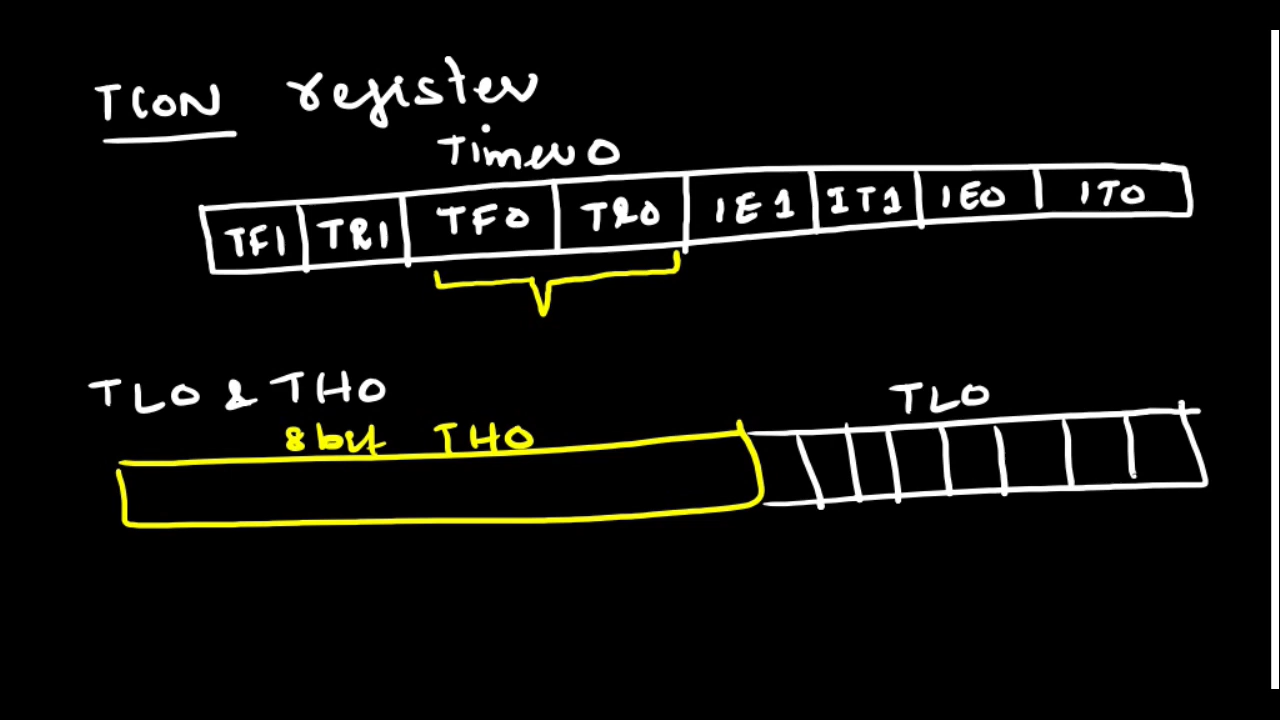 TCON register
Timer 0
TF1 TR1 TF0 TR0 IE1 IT1 IE0 IT0
TL0 & TH0
TL0
8 bit TH0